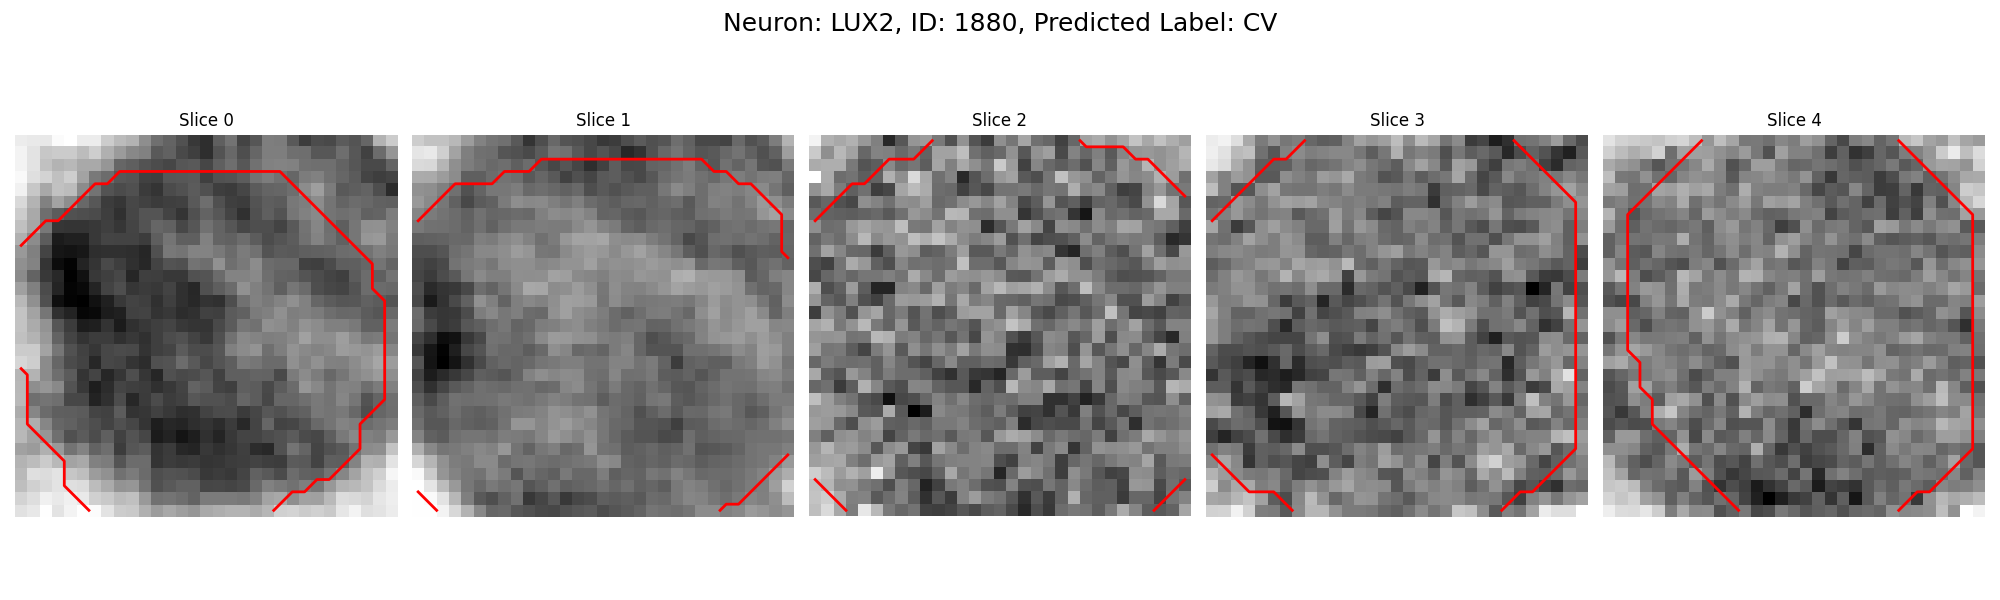 Neuron: LUX2, ID: 1880, Predicted Label: CV
Slice 0
Slice 1
Slice 2
Slice 3
Slice 4